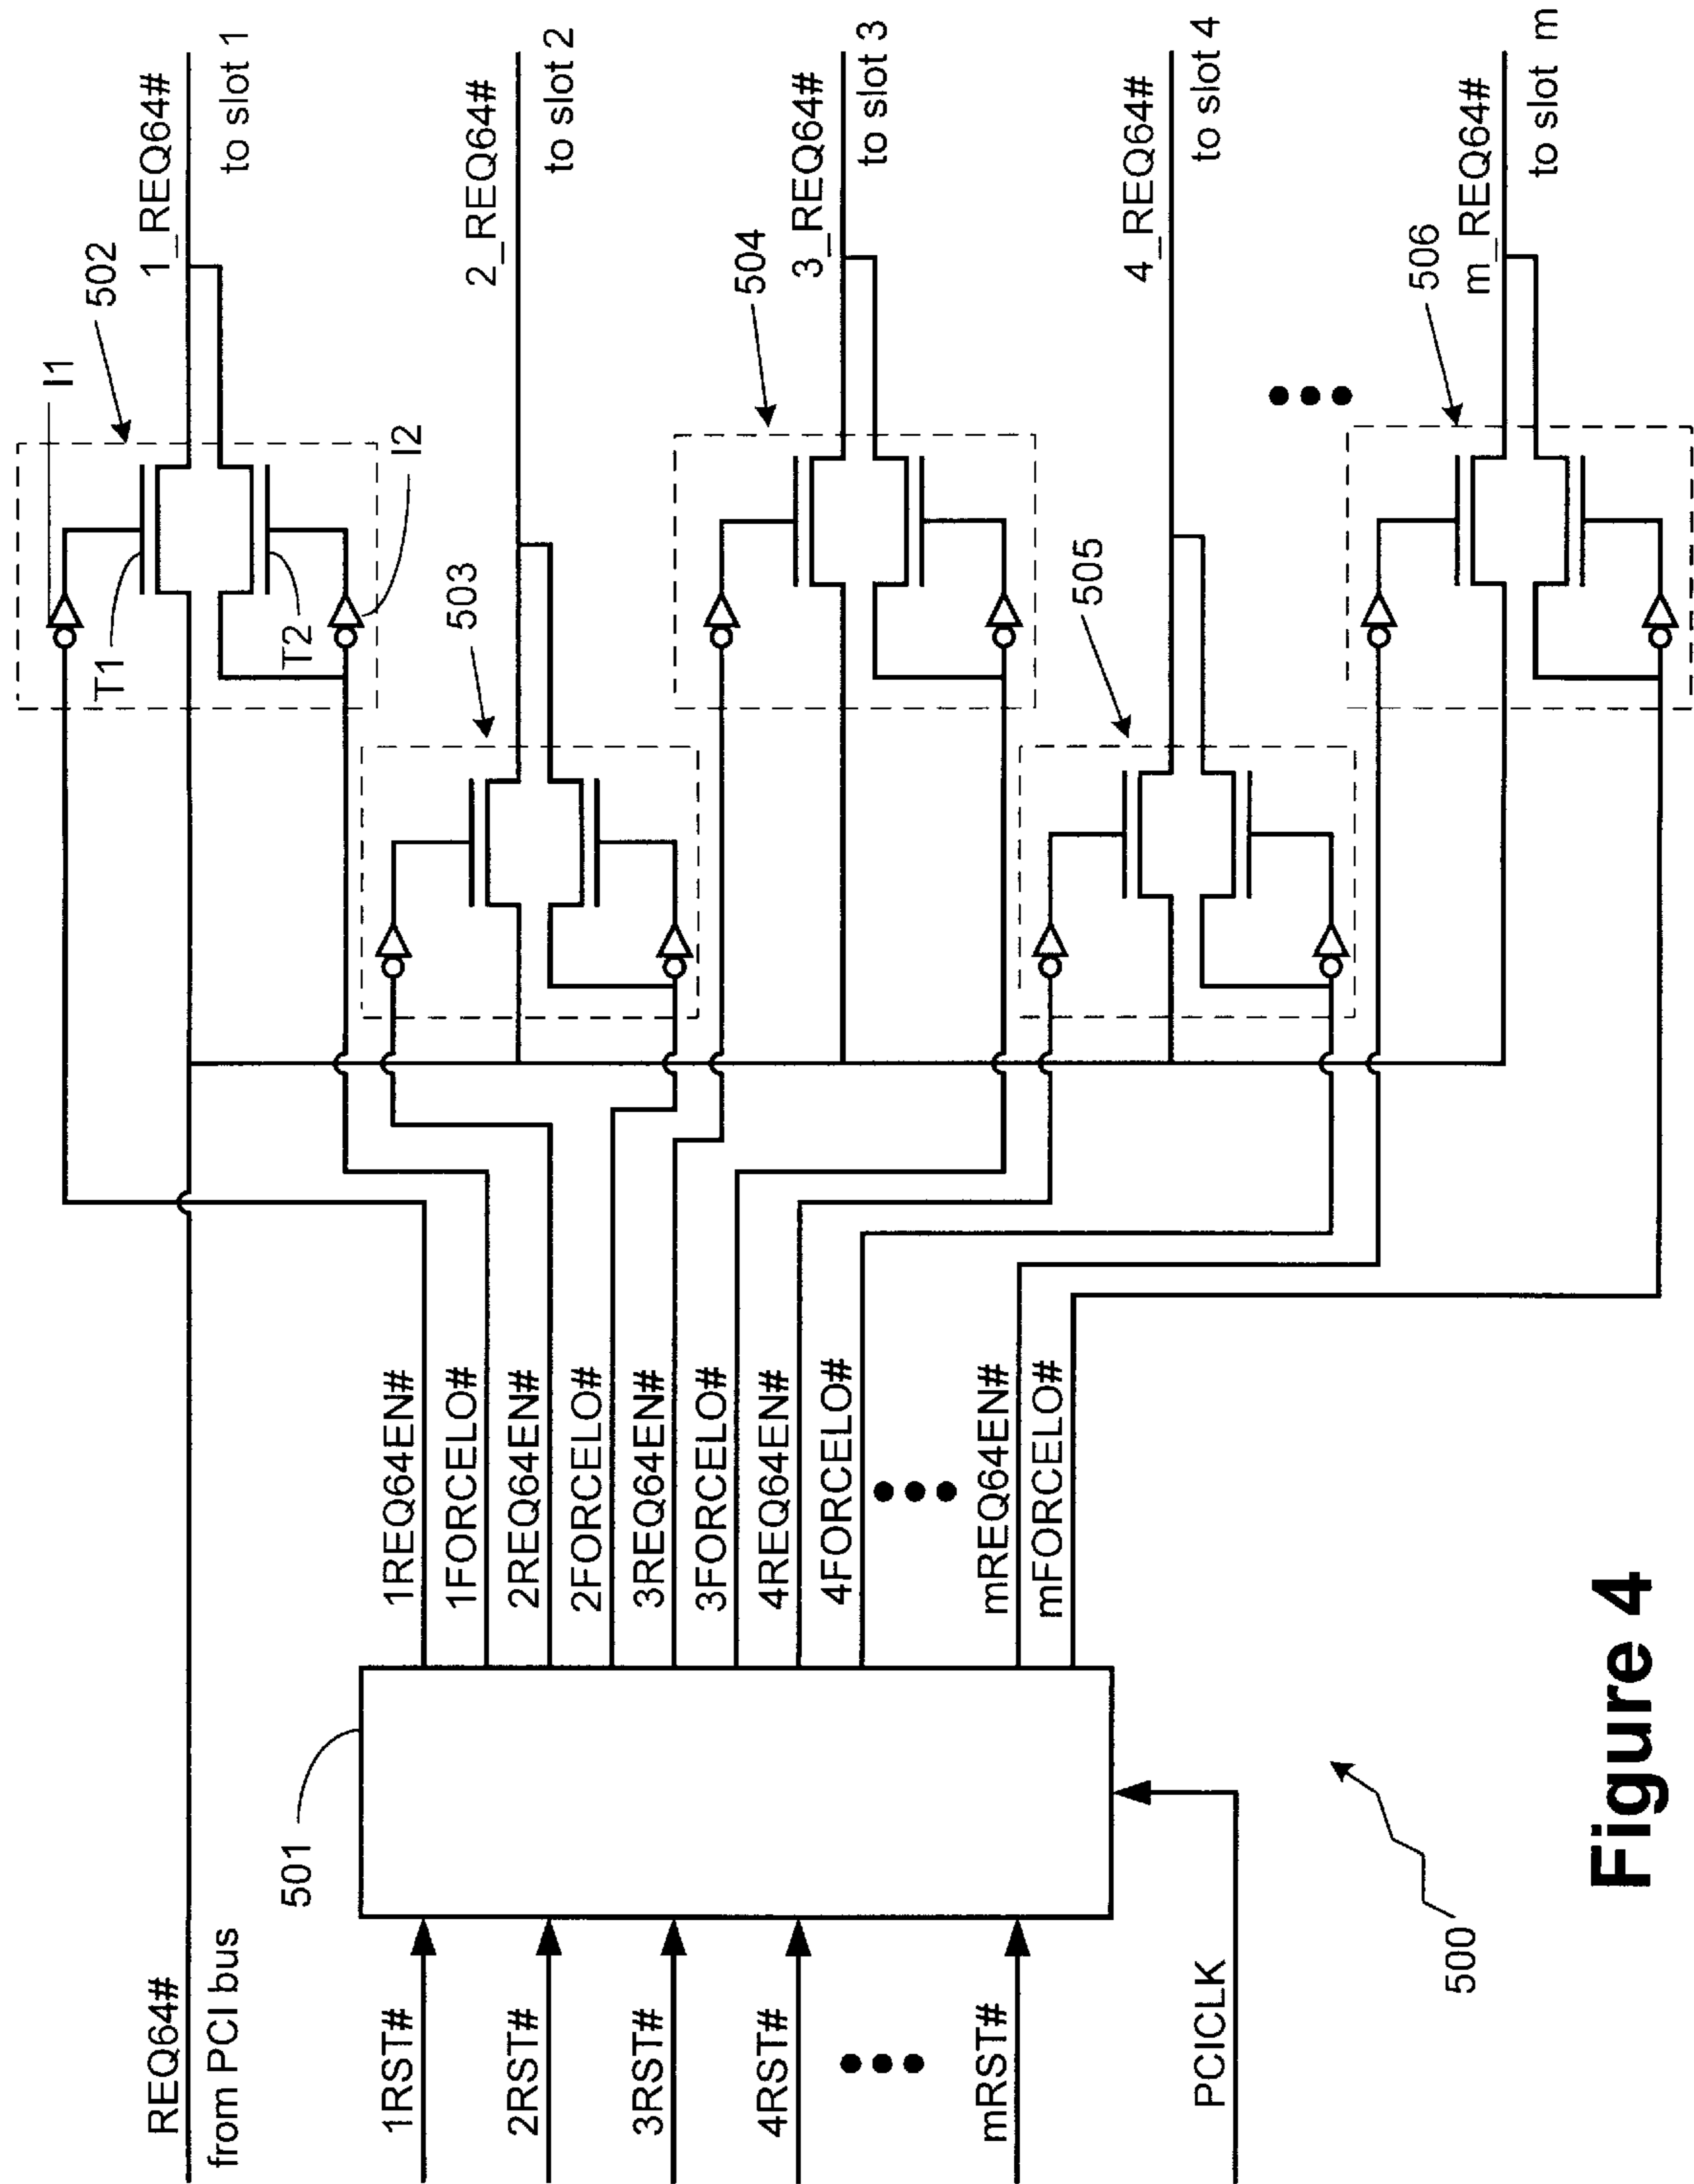 REQ64#
from PCI bus
1RST#
2RST#
3RST#
4RST#
mRST#
PCICLK
501
500
1REQ64EN#
1FORCELO#
2REQ64EN#
2FORCELO#
3REQ64EN#
3FORCELO#
4REQ64EN#
4FORCELO#
mREQ64EN#
mFORCELO#
T1
T2
I1
I2
502
503
504
505
506
1_REQ64#
to slot 1
2_REQ64#
to slot 2
3_REQ64#
to slot 3
4_REQ64#
to slot 4
m_REQ64#
to slot m
Figure 4